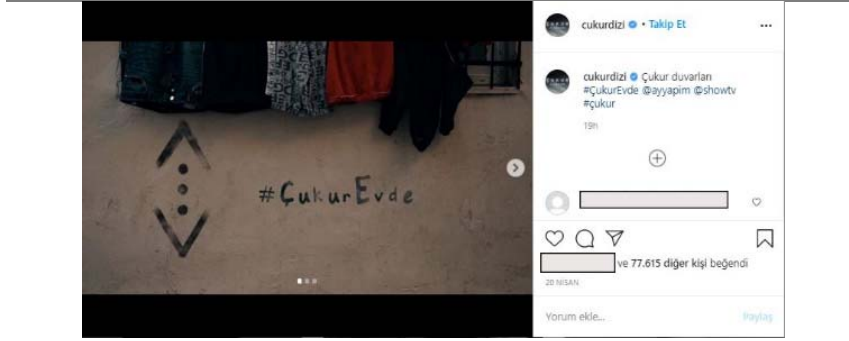 cukurdizi • Takip Et
cukurdizi Çukur duvarları
#ÇukurEvde @ayyapim @showtv
#çukur
19h
#ÇukurEvde
ve 77.615 diğer kişi beğendi
20 NİSAN
Yorum ekle...
Paylaş